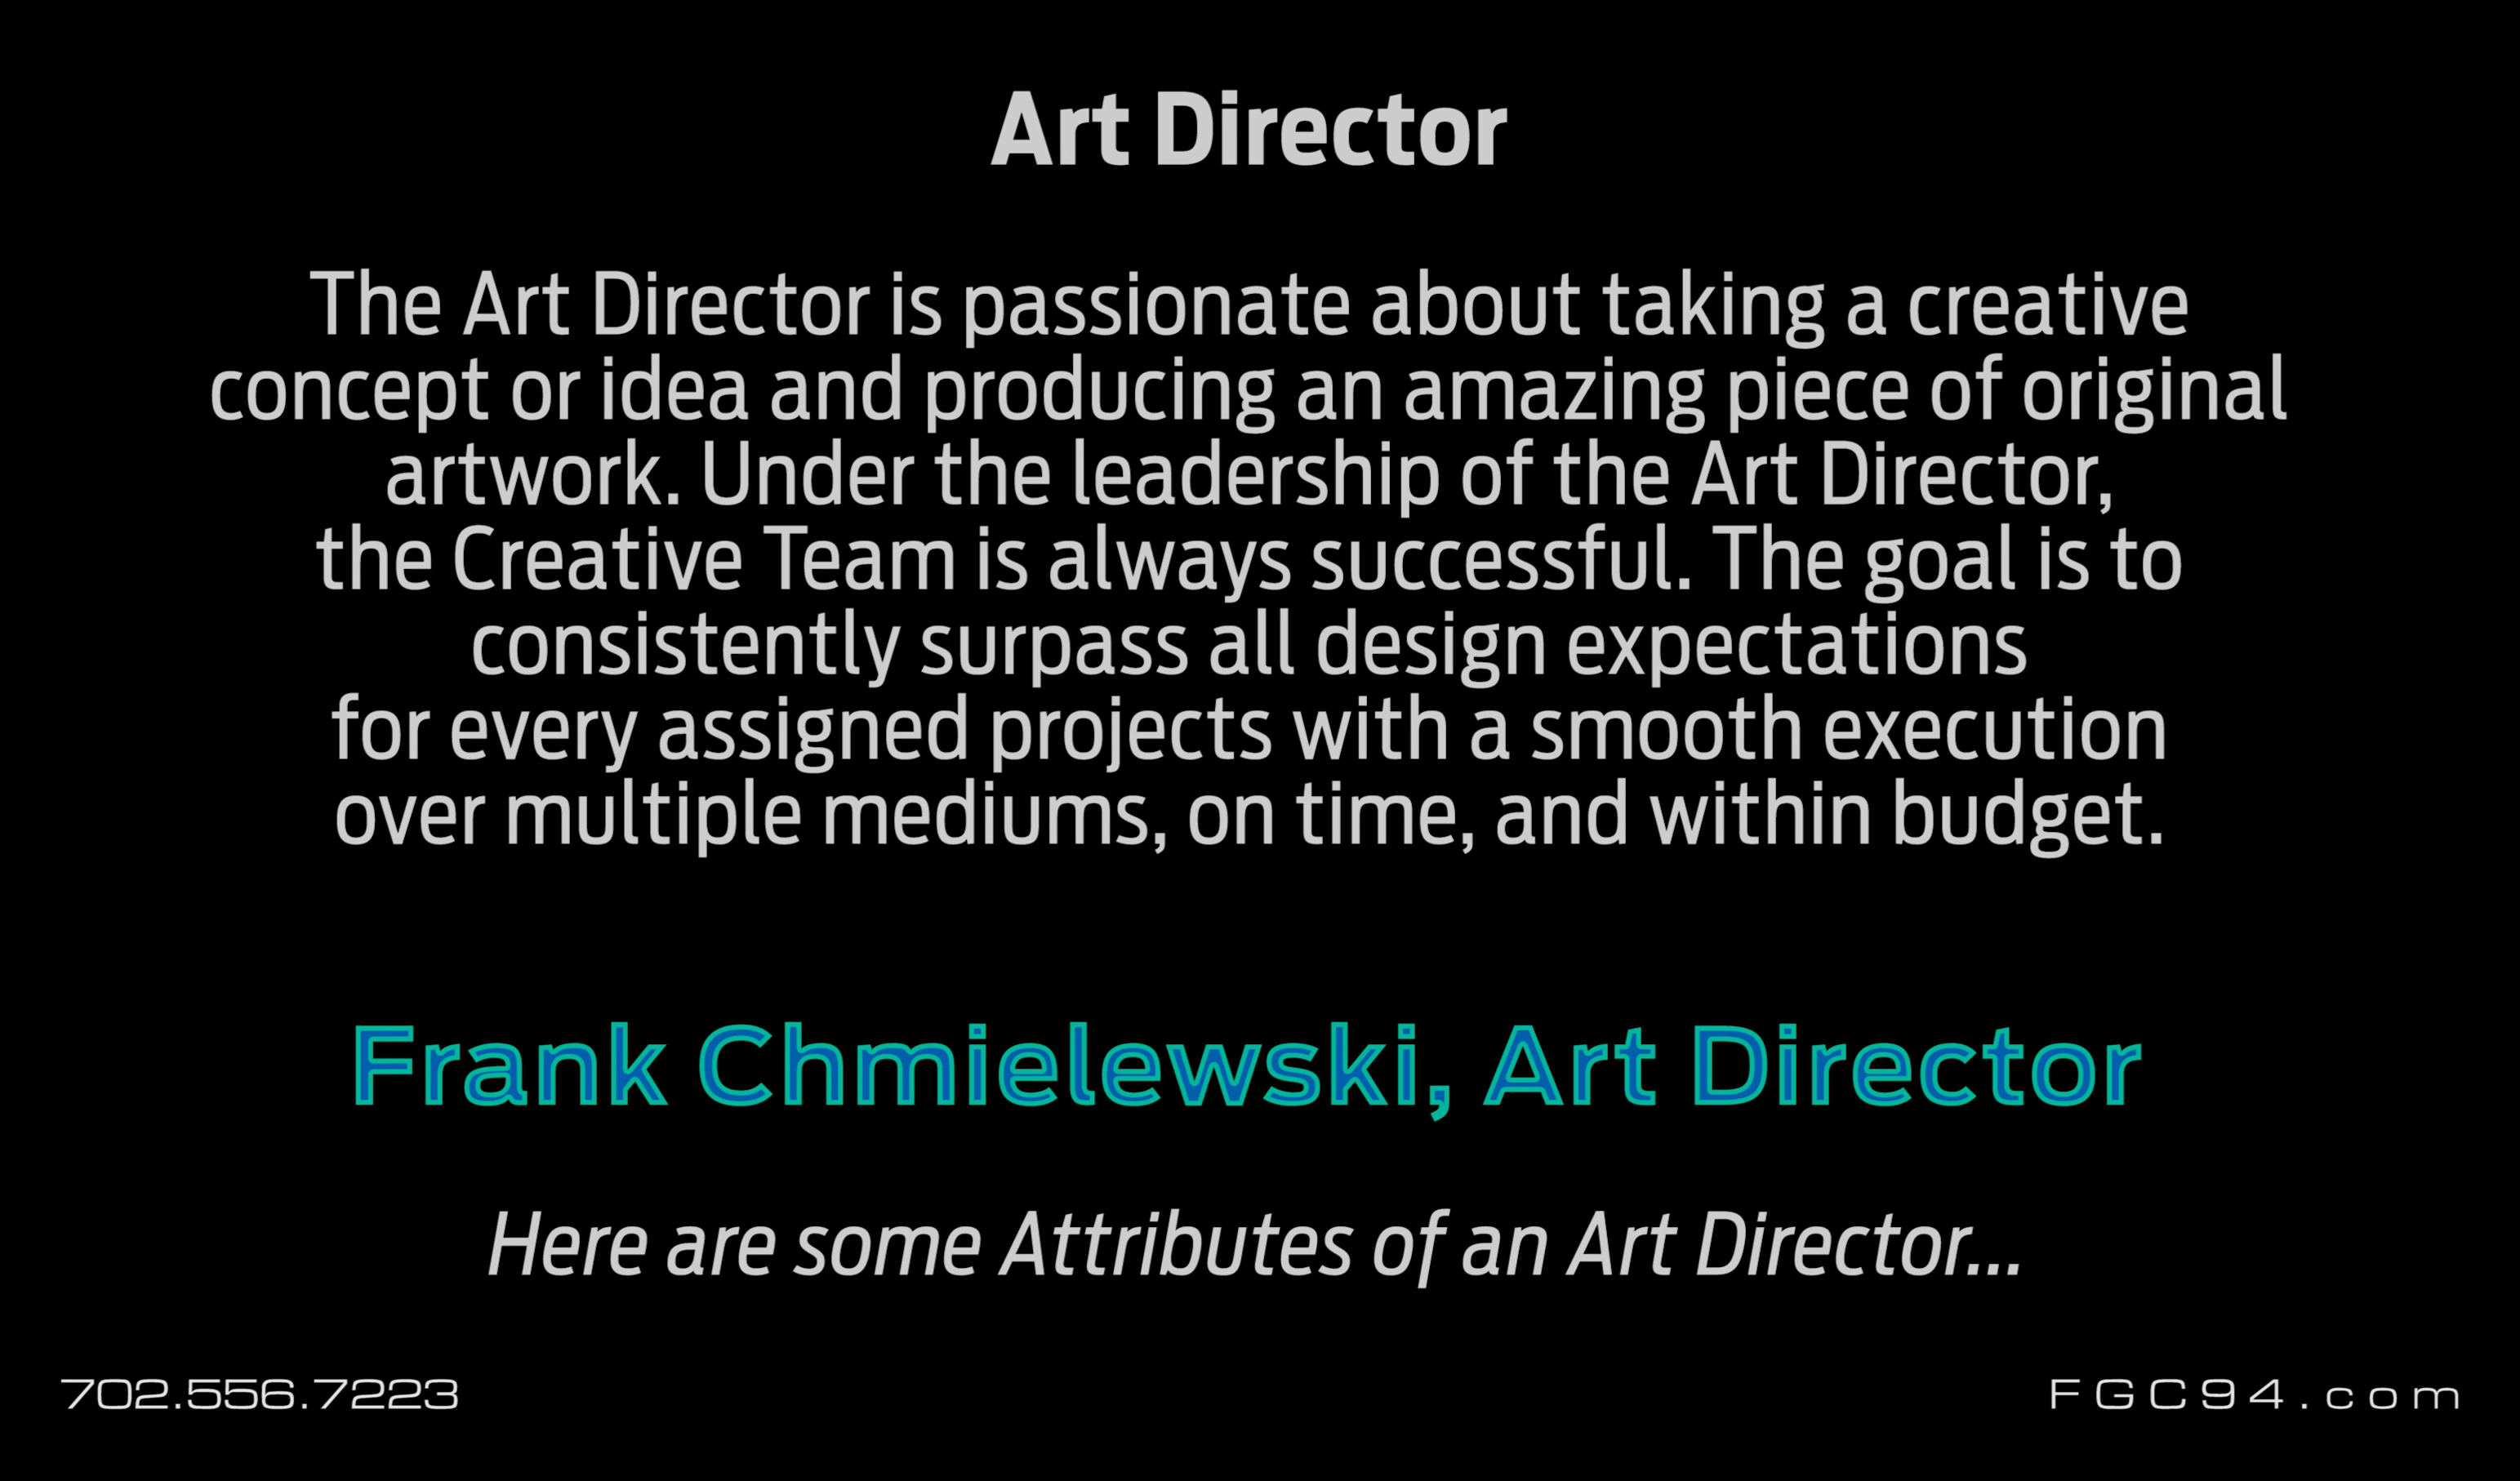 Art Director
The Art Director is passionate about taking a creative
concept or idea and producing an amazing piece of original
artwork. Under the leadership of the Art Director,
the Creative Team is always successful. The goal is to
consistently surpass all design expectations
for every assigned projects with a smooth execution
over multiple mediums, on time, and within budget.
Frank Chmielewski, Art Director
Here are some Attributes of an Art Director...
702.556.7223
FGC94.com